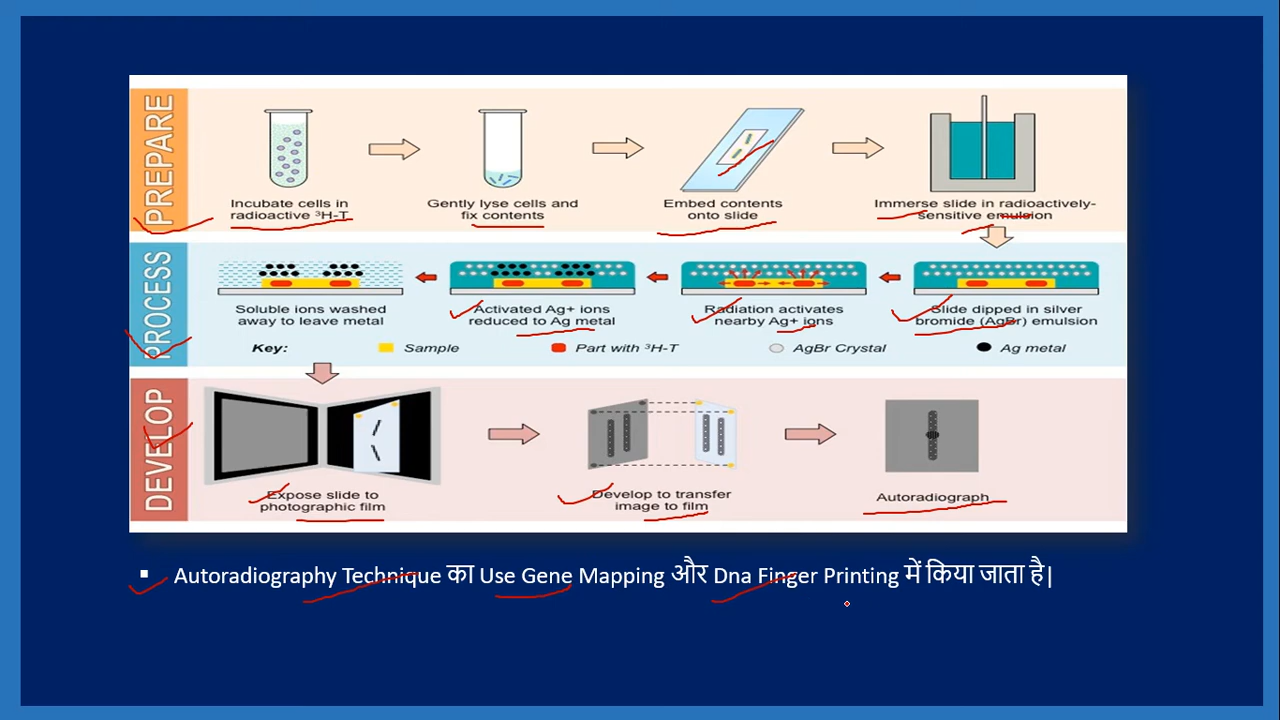 PREPARE
Incubate cells in
radioactive ³H-T
Gently lyse cells and
fix contents
Embed contents
onto slide
Immerse slide in radioactively-
sensitive emulsion
PROCESS
Soluble ions washed
away to leave metal
Activated Ag+ ions
reduced to Ag metal
Radiation activates
nearby Ag+ ions
Slide dipped in silver
bromide (AgBr) emulsion
Key: Sample Part with ³H-T AgBr Crystal Ag metal
DEVELOP
Expose slide to
photographic film
Develop to transfer
image to film
Autoradiograph
▪ Autoradiography Technique का Use Gene Mapping और Dna Finger Printing में किया जाता है|